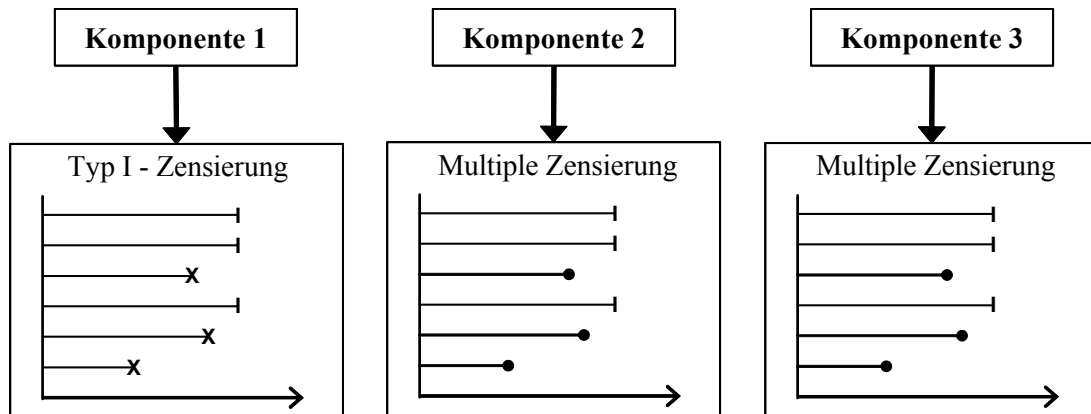 Komponente 1
Komponente 2
Komponente 3
Typ I - Zensierung
Multiple Zensierung
Multiple Zensierung